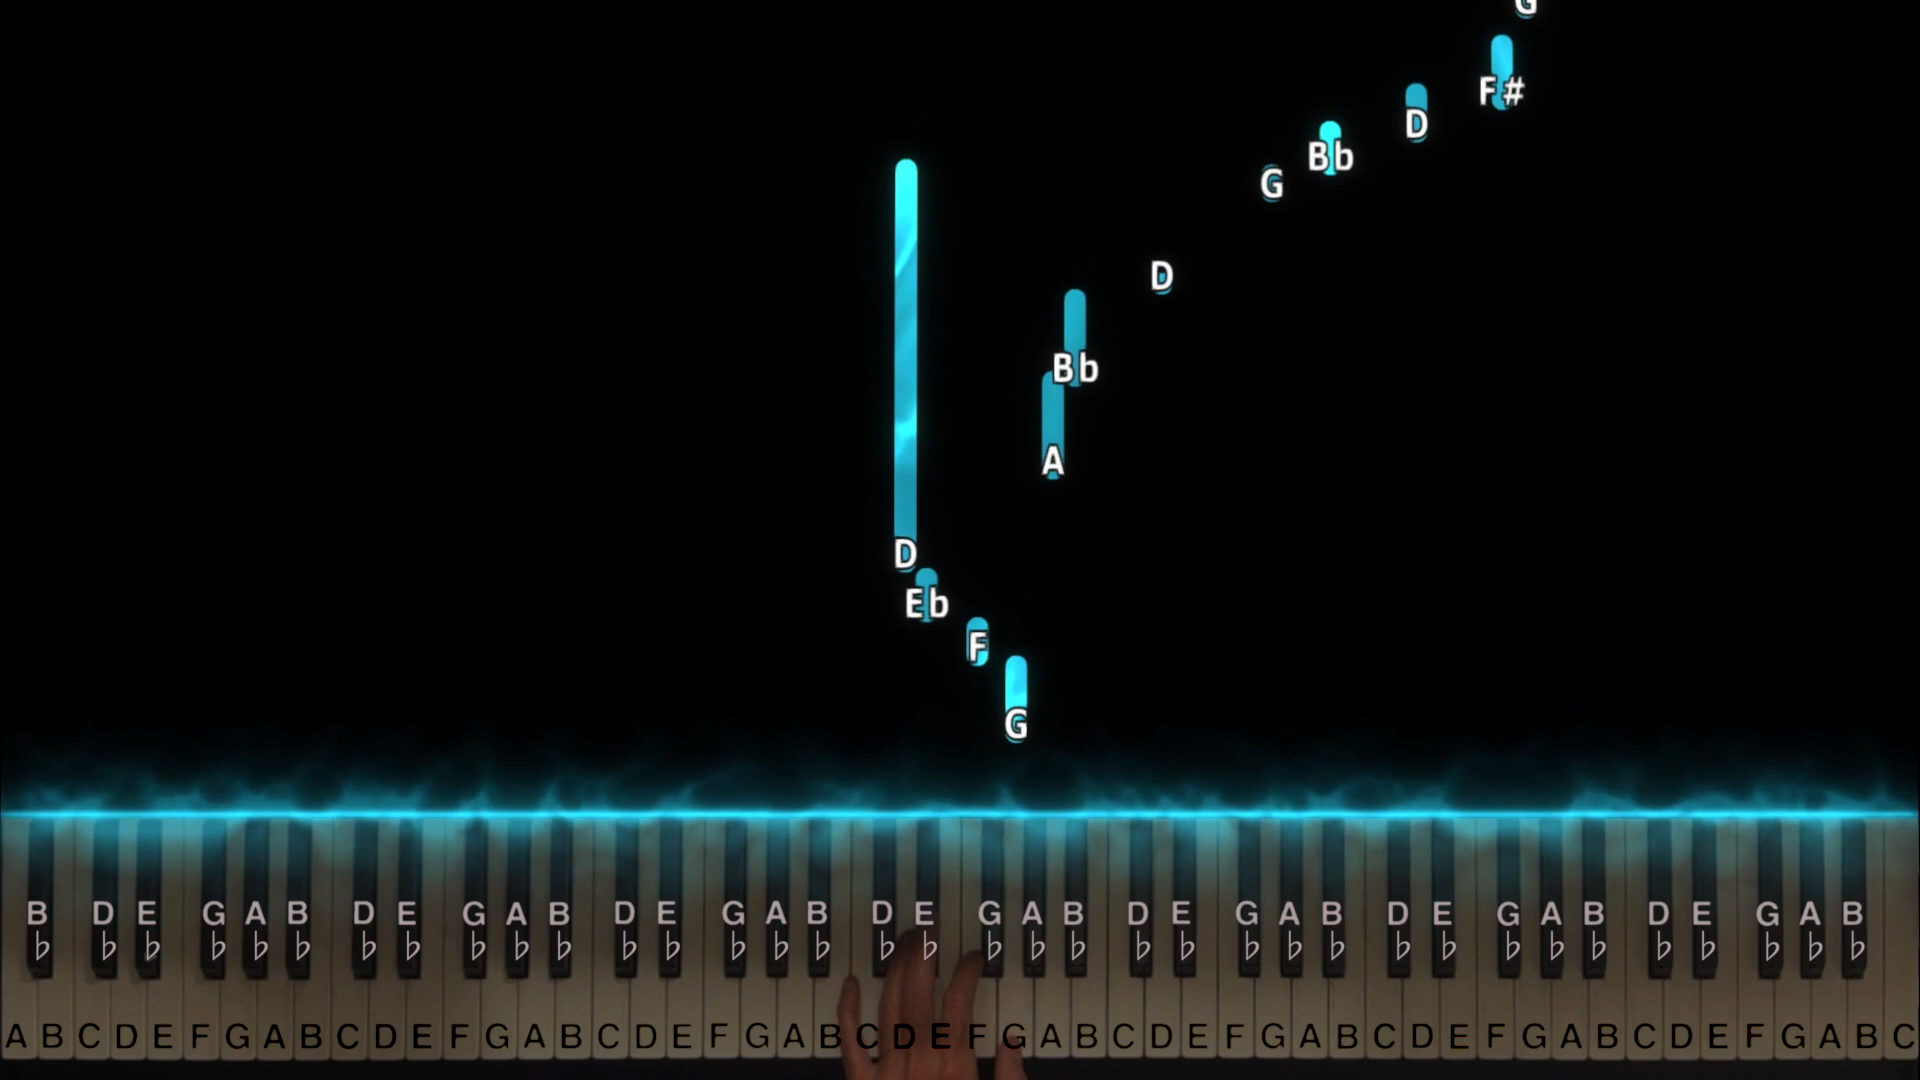 G
F#
D
Bb
G
D
Bb
A
D
Eb
F
G
B♭ D♭ E♭ G♭ A♭ B♭ D♭ E♭ G♭ A♭ B♭ D♭ E♭ G♭ A♭ B♭ D♭ E♭ G♭ A♭ B♭ D♭ E♭ G♭ A♭ B♭ D♭ E♭ G♭ A♭ B♭ D♭ E♭ G♭ A♭ B♭
A B C D E F G A B C D E F G A B C D E F G A B C D E F G A B C D E F G A B C D E F G A B C D E F G A B C